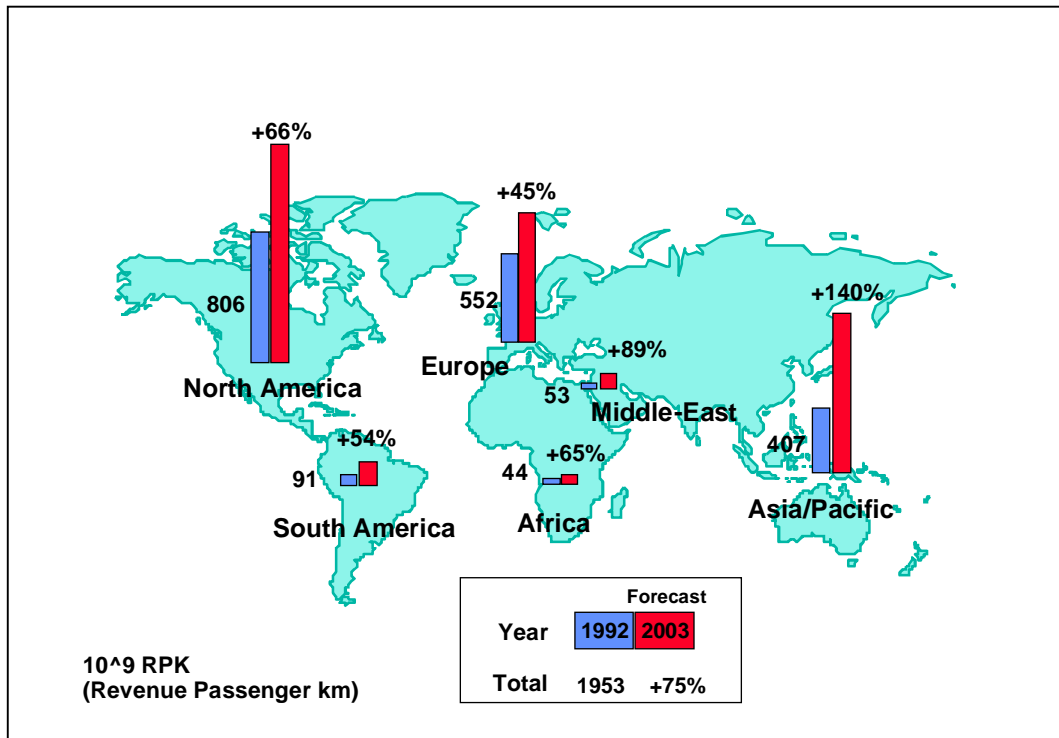 +66%
+45%
806
552
+140%
Europe
+89%
North America
53
Middle-East
+54%
407
+65%
91
44
Asia/Pacific
South America
Africa
Forecast
Year 1992 2003
10^9 RPK
(Revenue Passenger km)
Total 1953 +75%